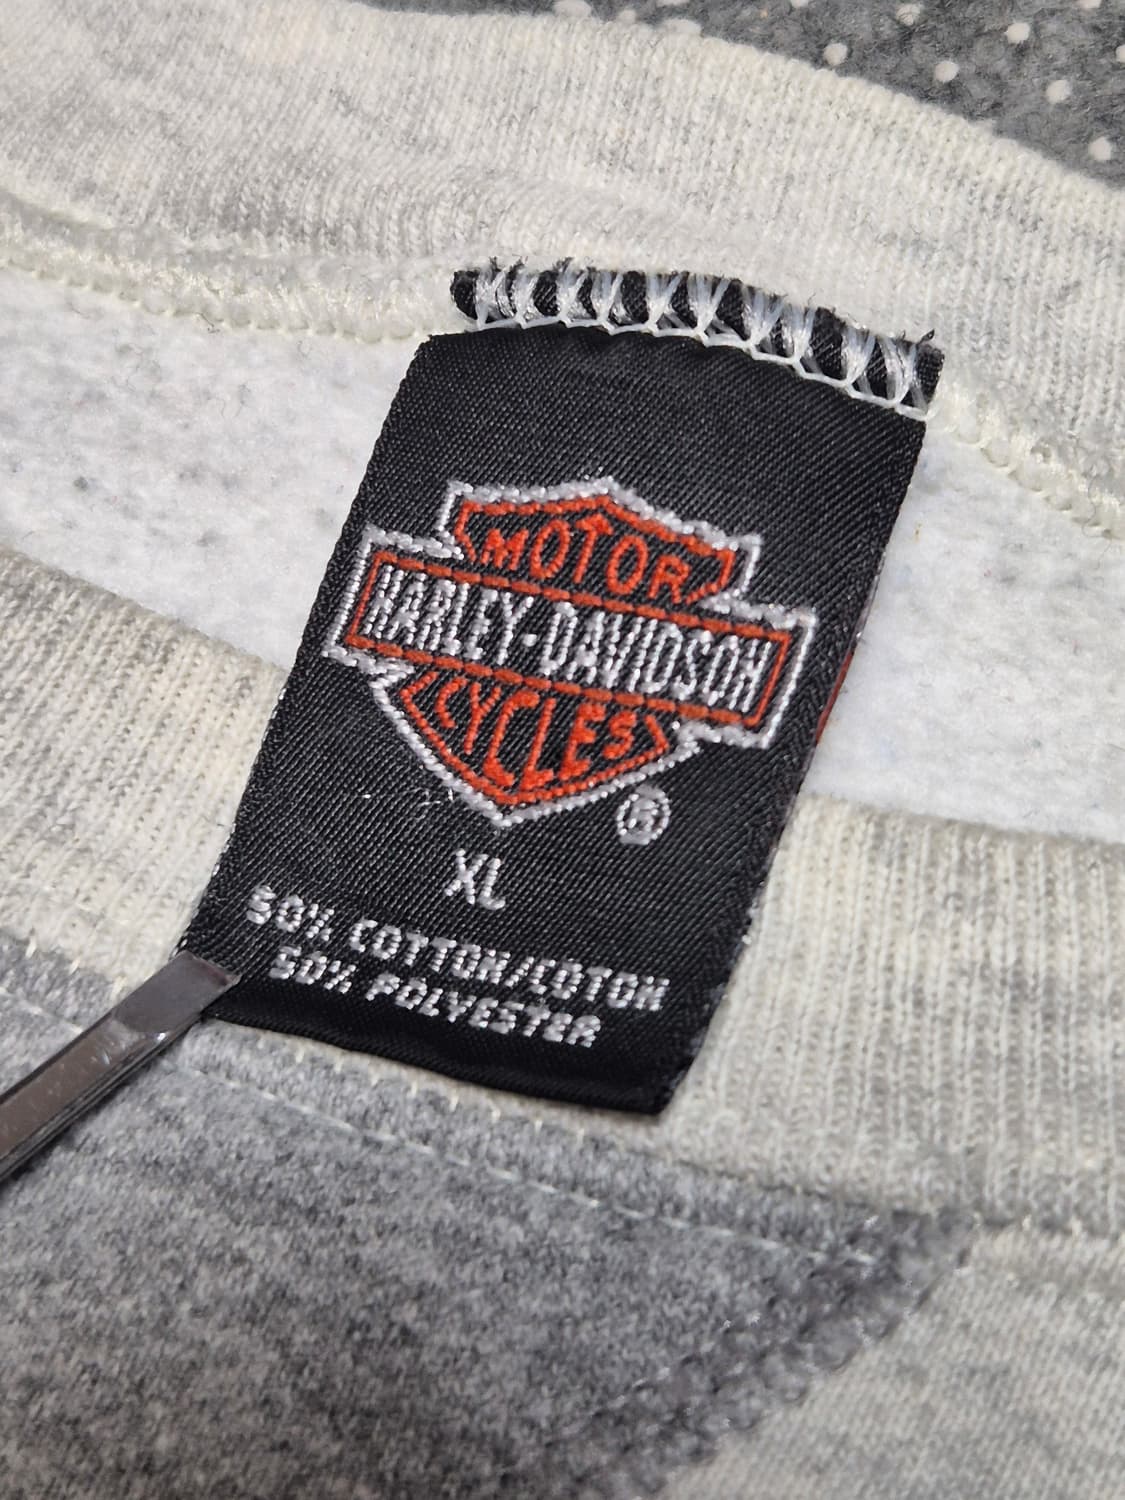 MOTOR
HARLEY-DAVIDSON
CYCLES
®
XL
50% COTTON/COTON
50% POLYESTER